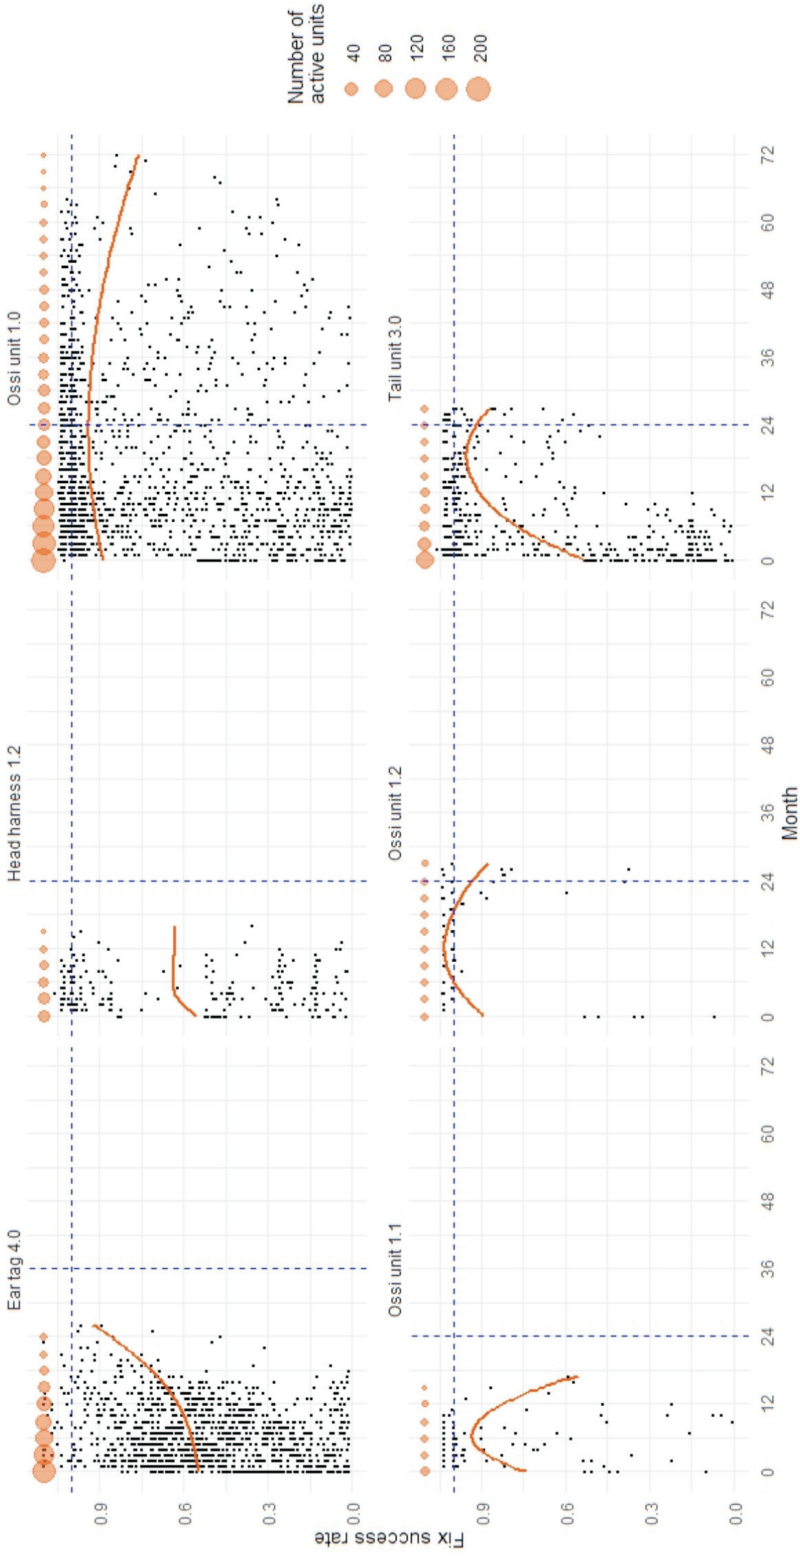 Ear tag 4.0
Head harness 1.2
Ossi unit 1.0
0.9
0.6
0.3
0.0
Ossi unit 1.1
Ossi unit 1.2
Tail unit 3.0
0.9
0.6
0.3
0.0
0 12 24 36 48 60 72
0 12 24 36 48 60 72
0 12 24 36 48 60 72
Fix success rate
Month
Number of
active units
40
80
120
160
200